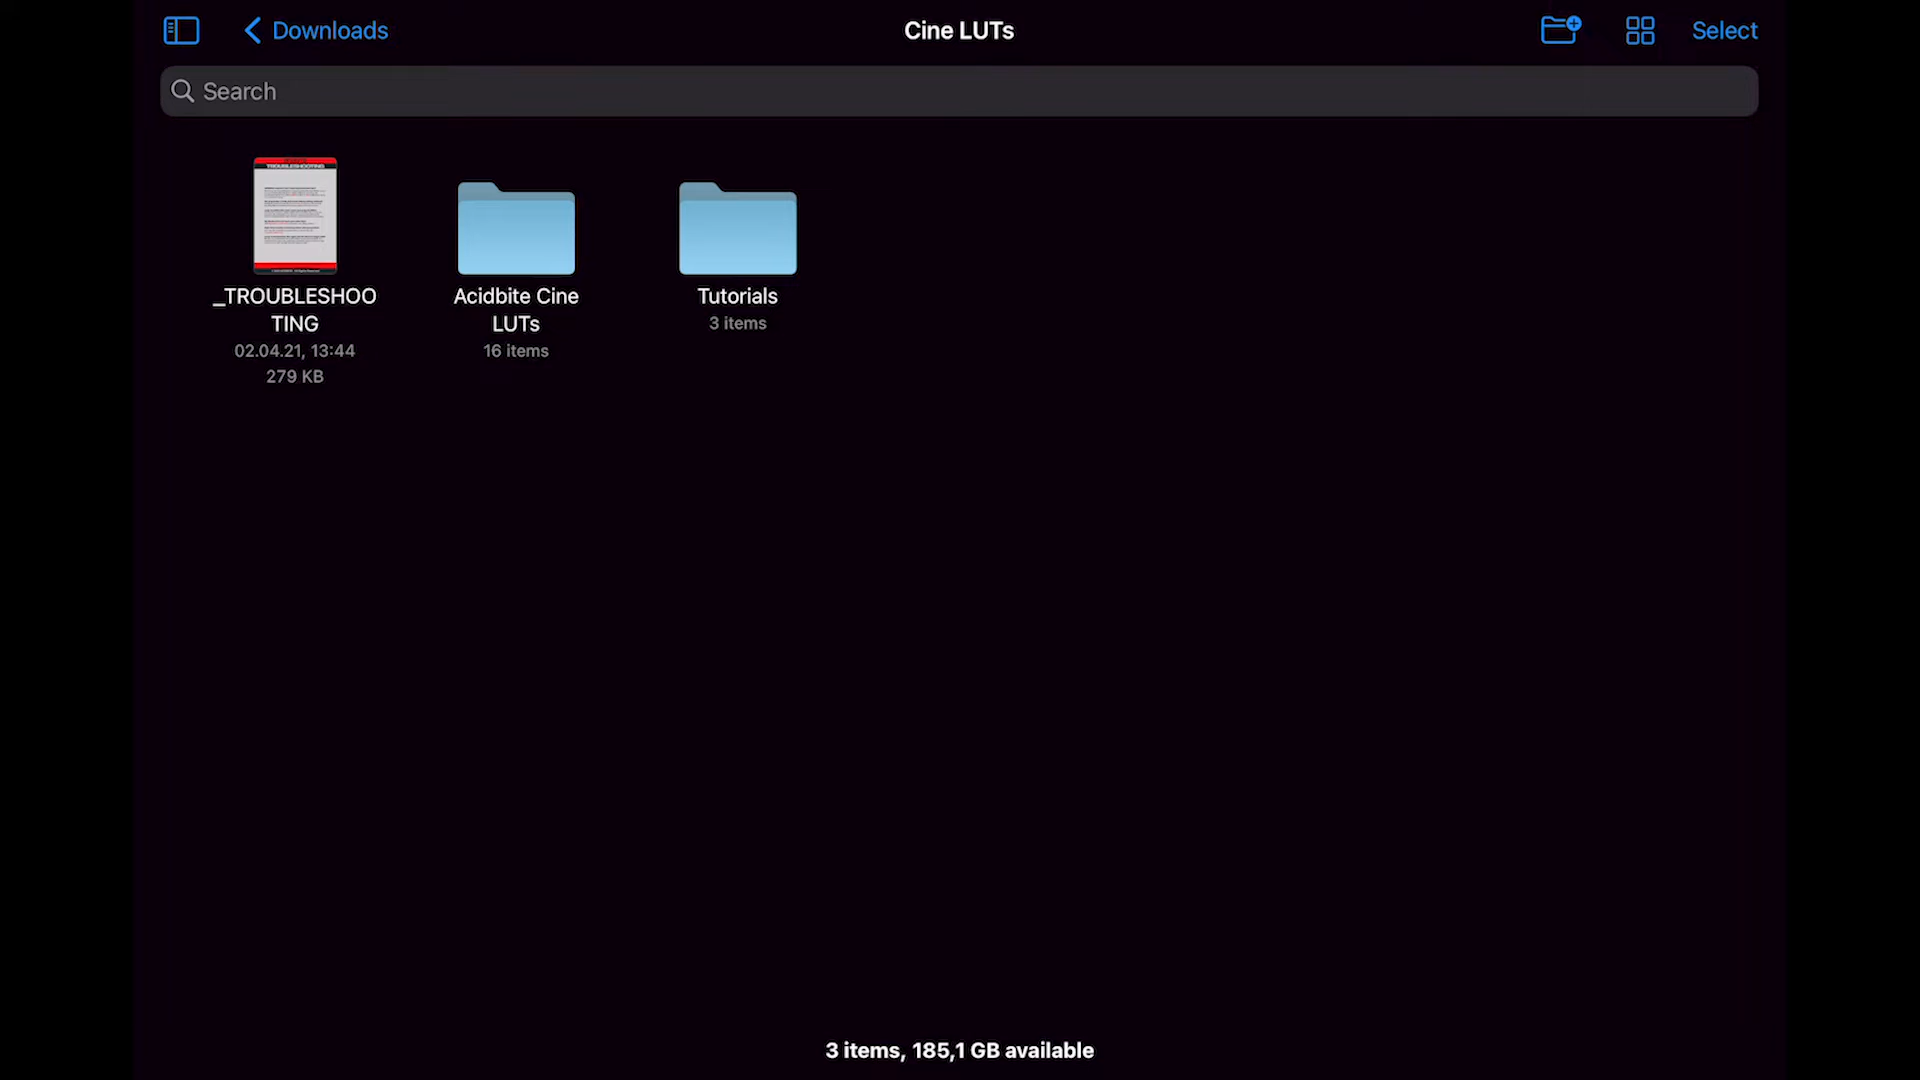 Downloads
Cine LUTs
Select
Search
TROUBLESHOOTING
_TROUBLESHOO
TING
02.04.21, 13:44
279 KB
Acidbite Cine
LUTs
16 items
Tutorials
3 items
3 items, 185,1 GB available